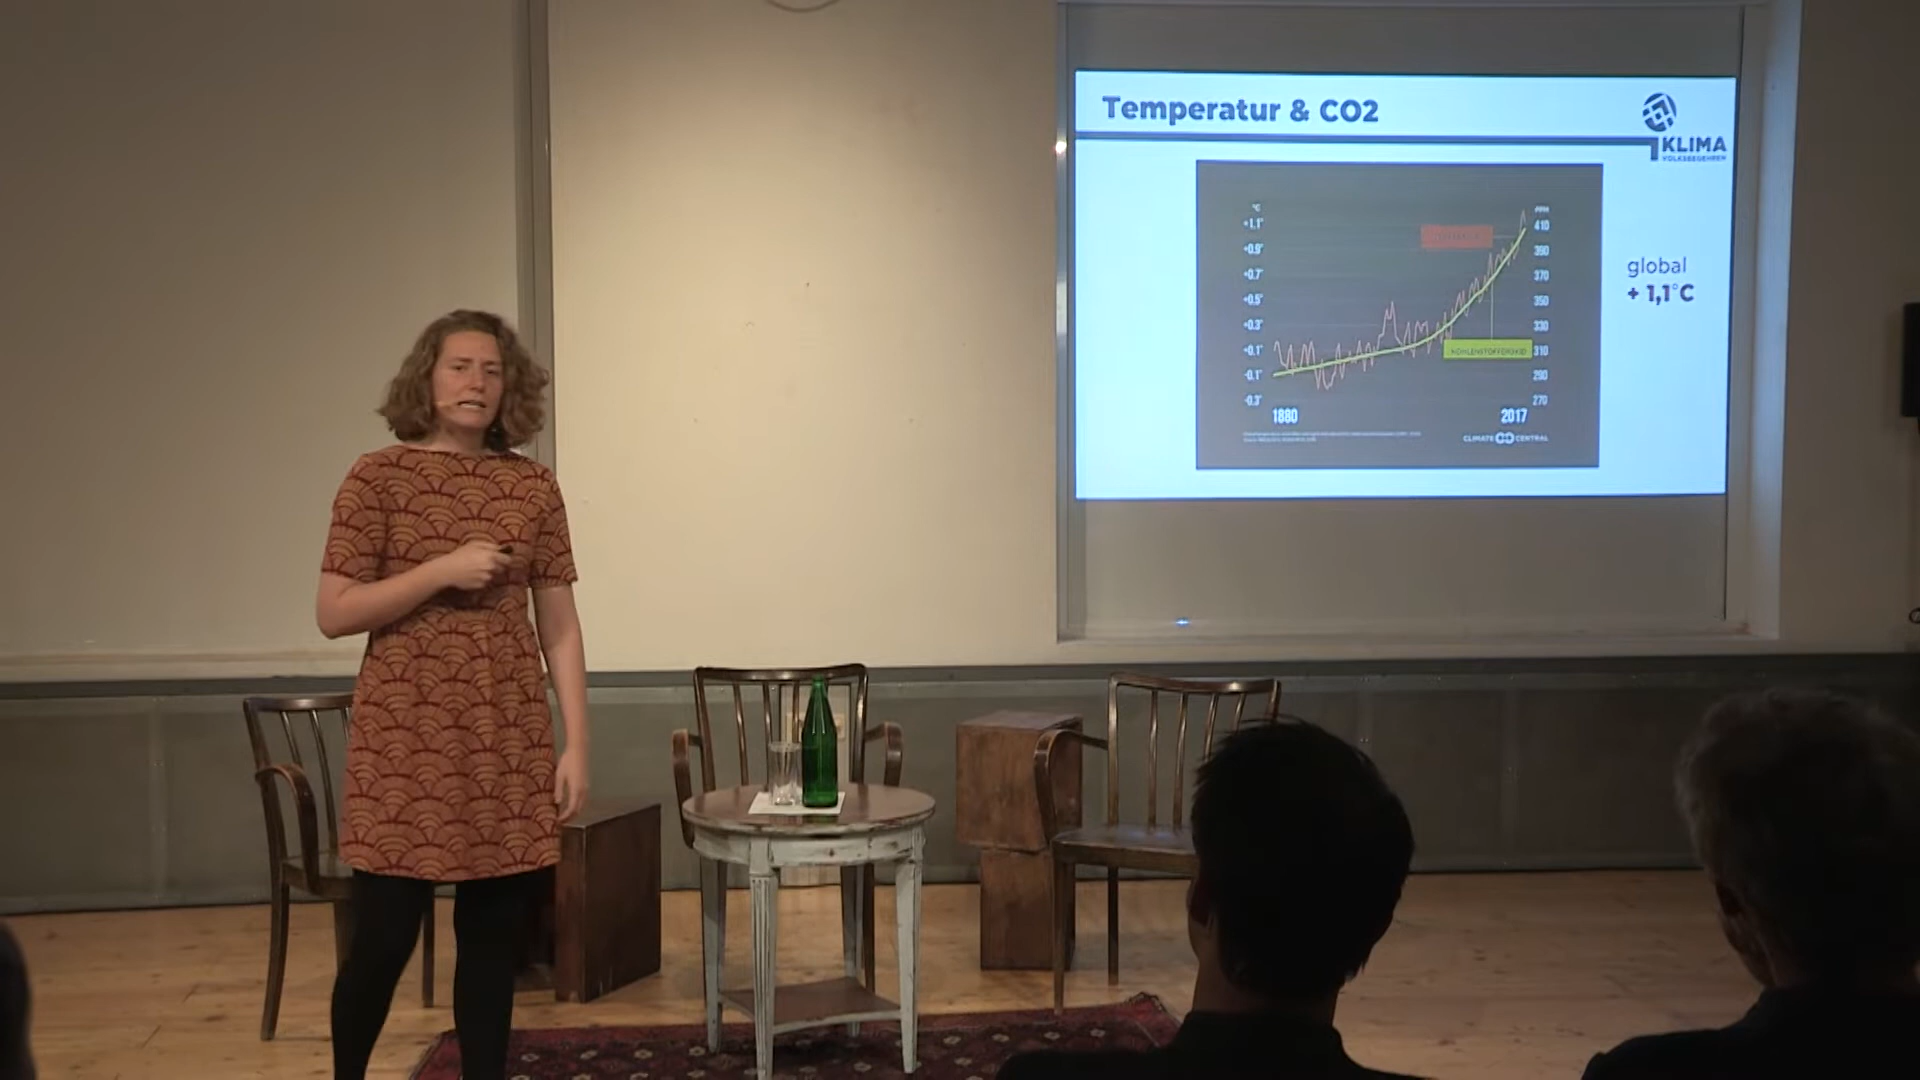 Temperatur & CO2
KLIMA
VOLKSBEGEHREN
°C
PPM
+1.1°
410
+0.9°
390
+0.7°
370
+0.5°
350
+0.3°
330
+0.1°
KOHLENSTOFFDIOXID
310
-0.1°
290
-0.3°
270
1880
2017
CLIMATE CENTRAL
global
+ 1,1°C